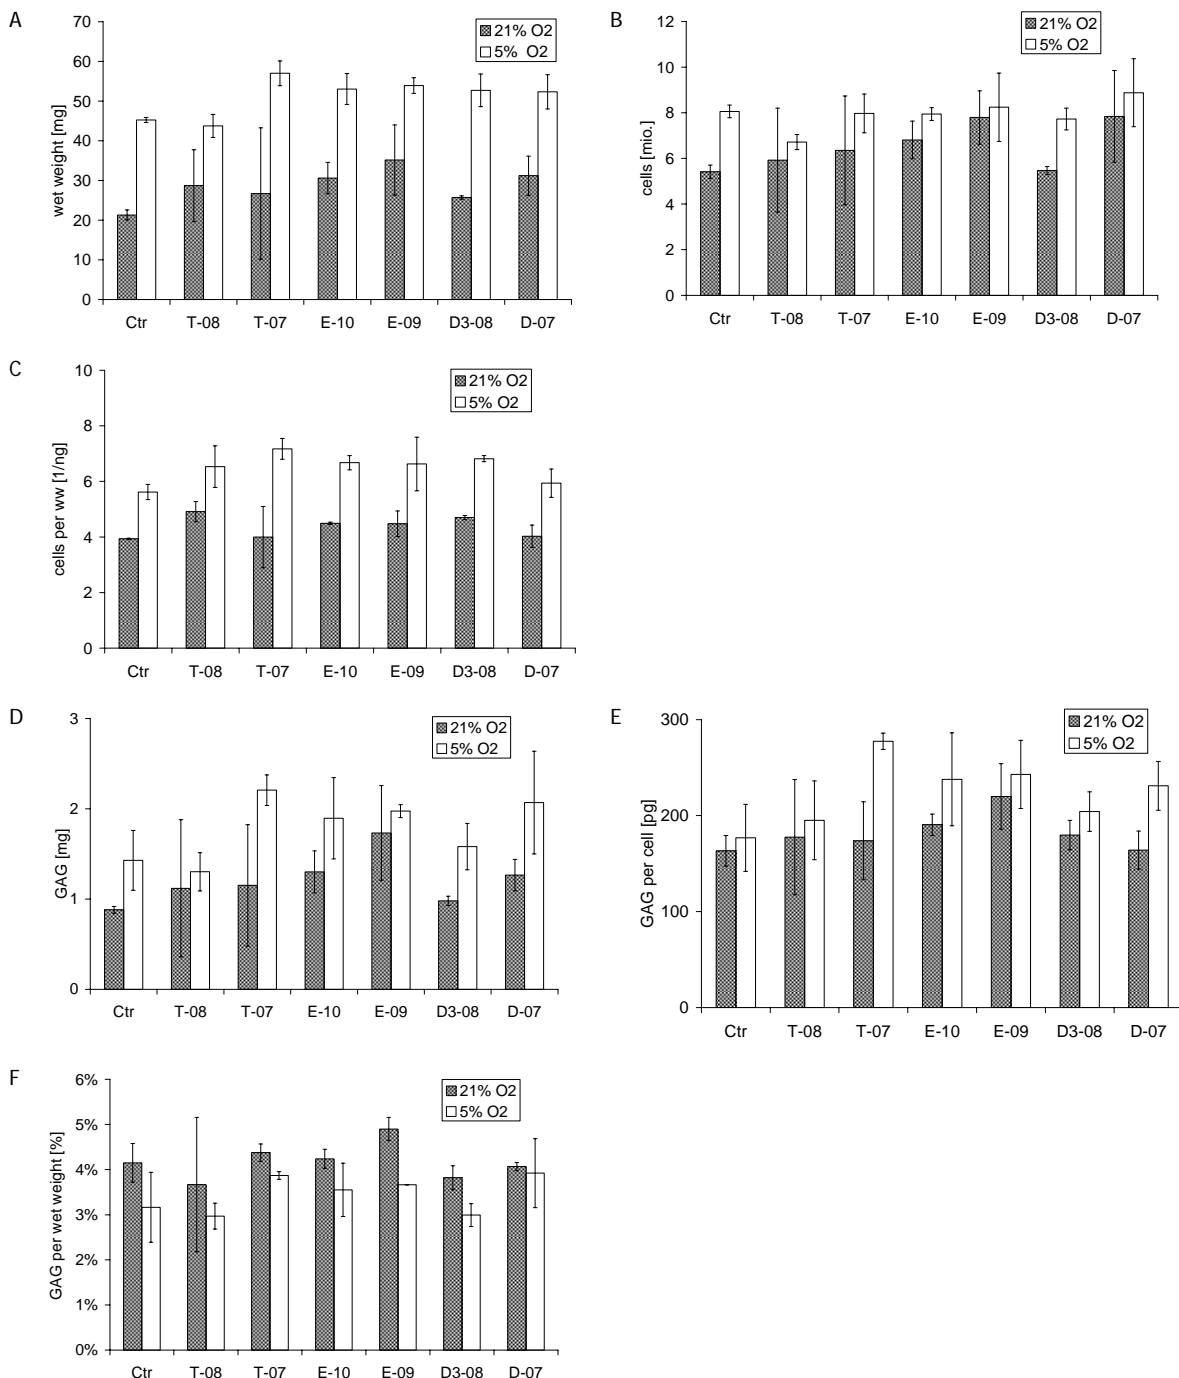 A
wet weight [mg]
70
60
50
40
30
20
10
0
21% O2
5% O2
Ctr T-08 T-07 E-10 E-09 D3-08 D-07
B
cells [mio.]
12
10
8
6
4
2
0
21% O2
5% O2
Ctr T-08 T-07 E-10 E-09 D3-08 D-07
C
cells per ww [1/ng]
10
8
6
4
2
0
21% O2
5% O2
Ctr T-08 T-07 E-10 E-09 D3-08 D-07
D
GAG [mg]
3
2
1
0
21% O2
5% O2
Ctr T-08 T-07 E-10 E-09 D3-08 D-07
E
GAG per cell [pg]
300
200
100
0
21% O2
5% O2
Ctr T-08 T-07 E-10 E-09 D3-08 D-07
F
GAG per wet weight [%]
6%
5%
4%
3%
2%
1%
0%
21% O2
5% O2
Ctr T-08 T-07 E-10 E-09 D3-08 D-07